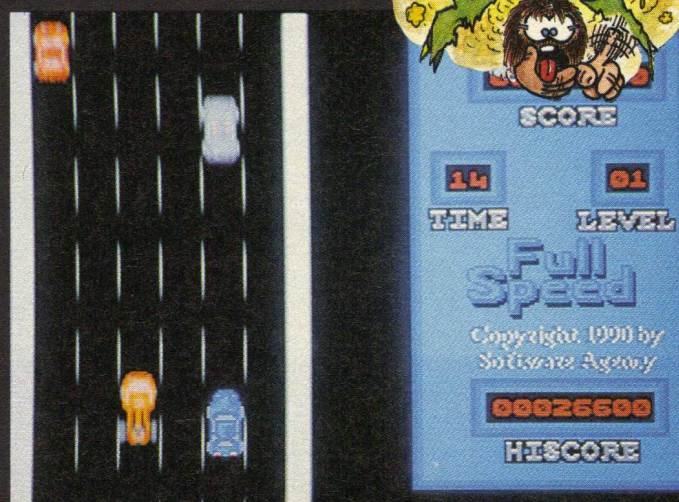 SCORE
14
01
TIME
LEVEL
Full
Speed
Copyright 1990 by
Software Agency
00026600
HISCORE